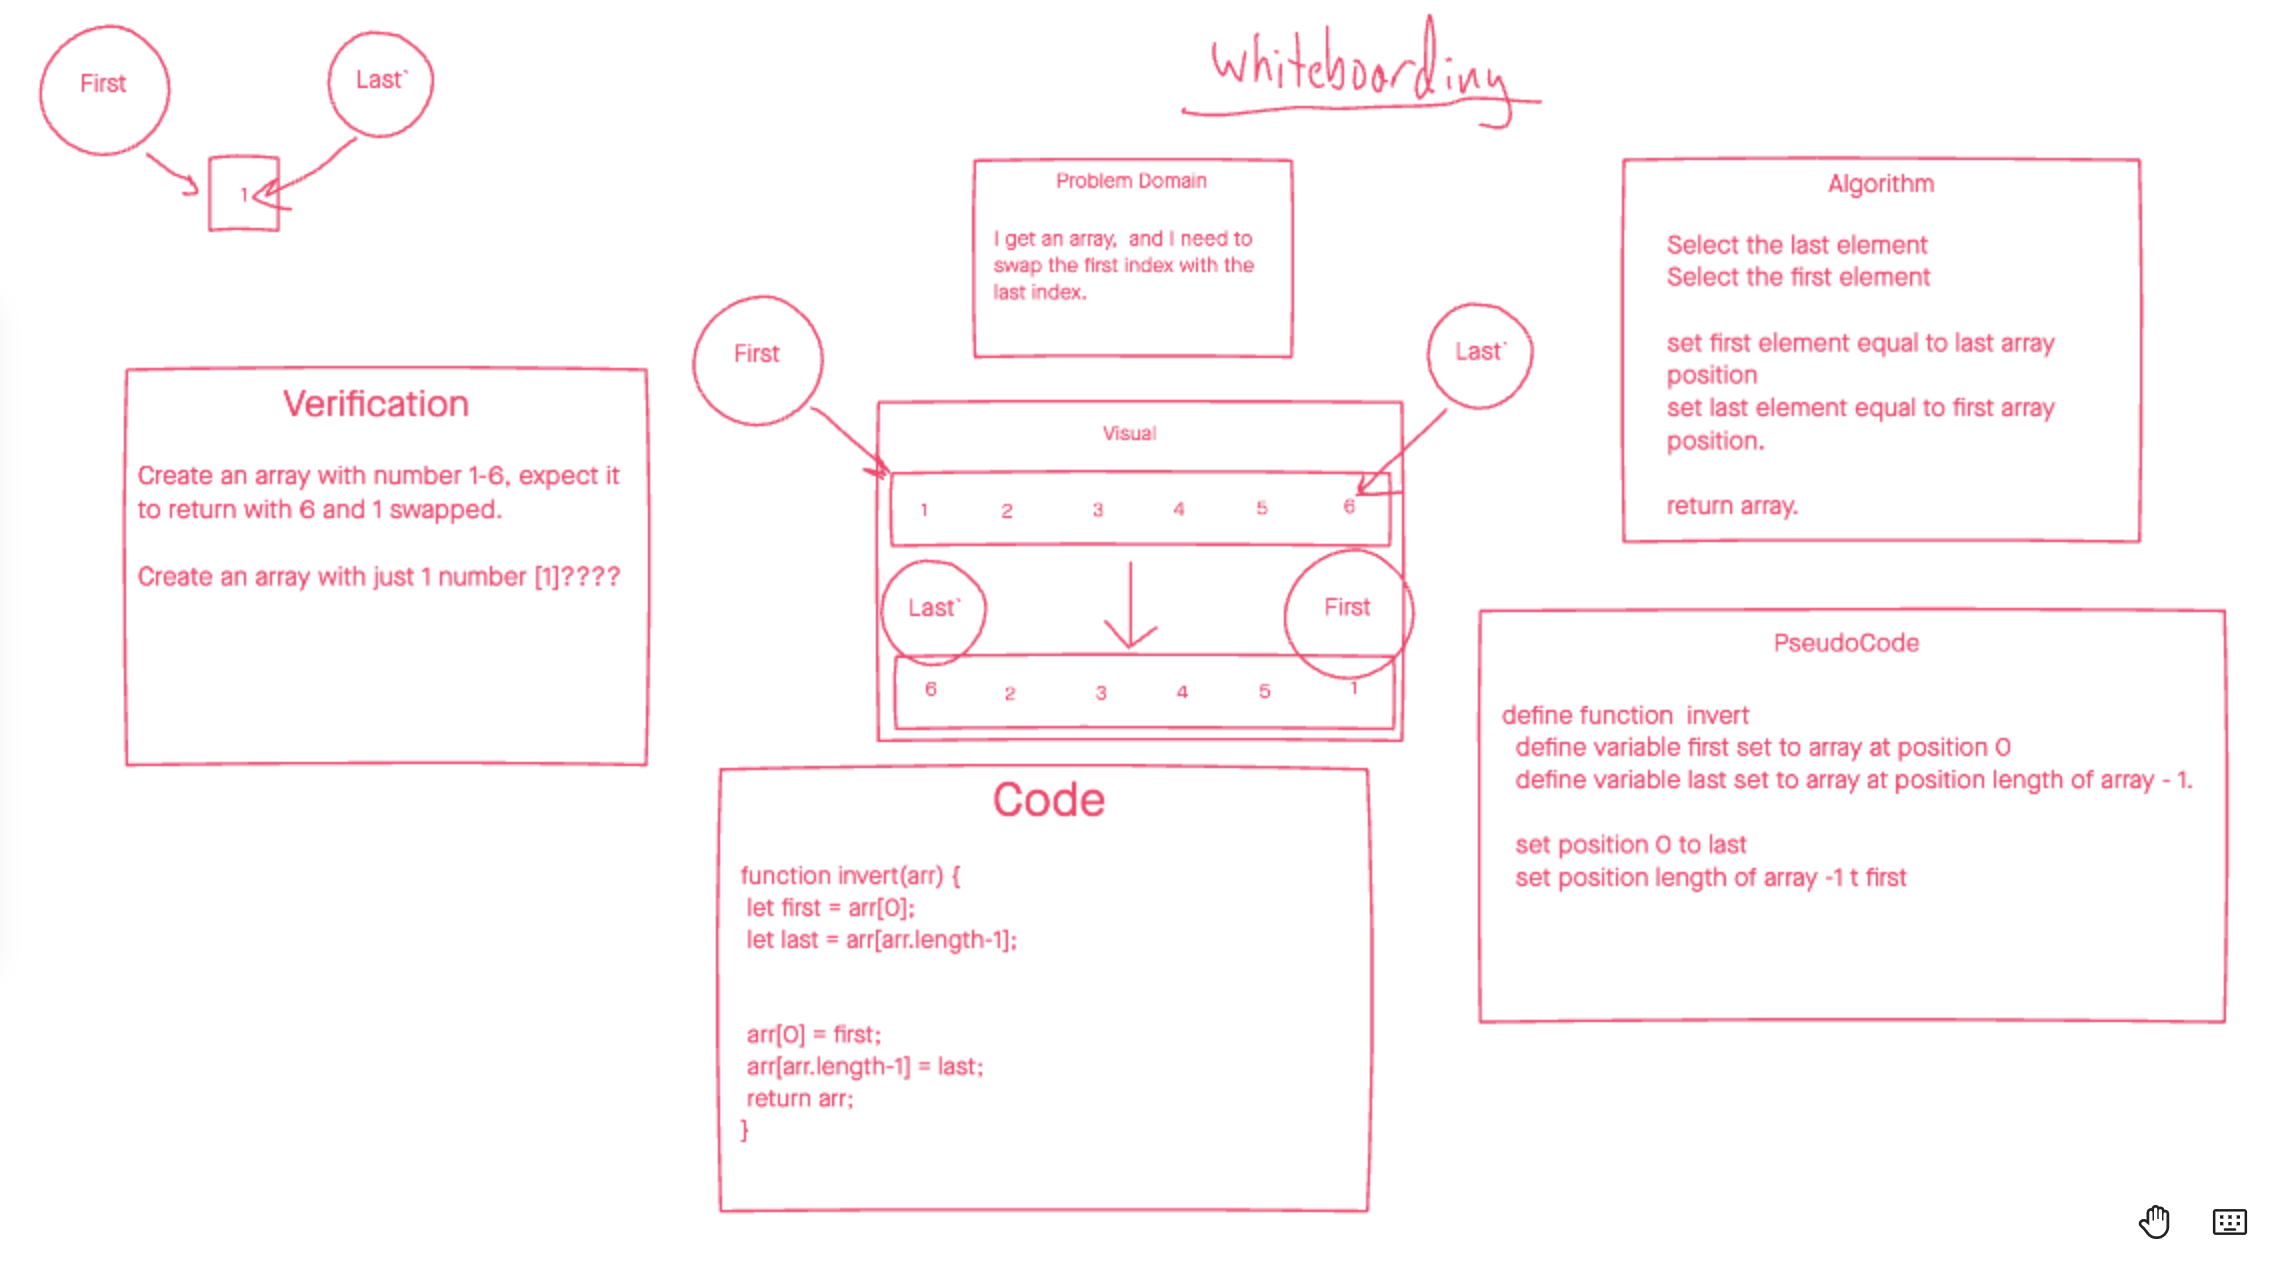 whiteboarding
First
Last`
1
Problem Domain
I get an array,  and I need to
swap the first index with the
last index.
Algorithm
Select the last element
Select the first element
set first element equal to last array
position
set last element equal to first array
position.
return array.
Verification
Create an array with number 1-6, expect it
to return with 6 and 1 swapped.
Create an array with just 1 number [1]????
First
Last`
Visual
1 2 3 4 5 6
Last`
First
6 2 3 4 5 1
PseudoCode
define function  invert
define variable first set to array at position 0
define variable last set to array at position length of array - 1.
set position 0 to last
set position length of array -1 t first
Code
function invert(arr) {
let first = arr[0];
let last = arr[arr.length-1];
arr[0] = first;
arr[arr.length-1] = last;
return arr;
}